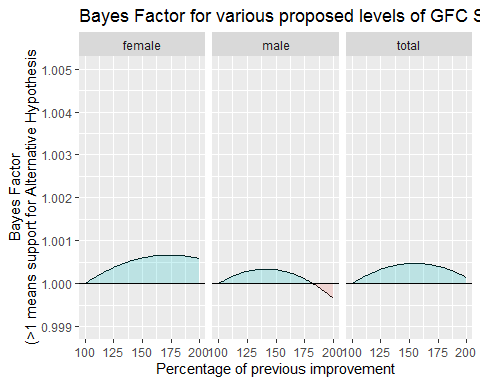 Bayes Factor for various proposed levels of GFC S
female male total
Bayes Factor
(>1 means support for Alternative Hypothesis
1.005
1.004
1.003
1.002
1.001
1.000
0.999
100 125 150 175 200 100 125 150 175 200 100 125 150 175 200
Percentage of previous improvement